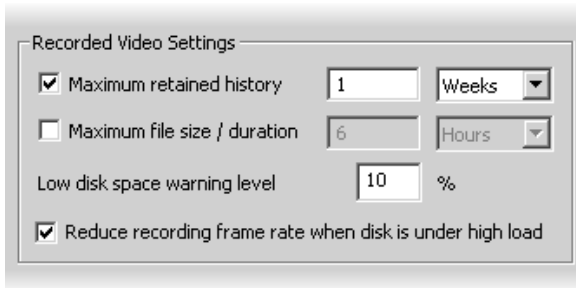 Recorded Video Settings
Maximum retained history 1 Weeks
Maximum file size / duration 6 Hours
Low disk space warning level 10 %
Reduce recording frame rate when disk is under high load